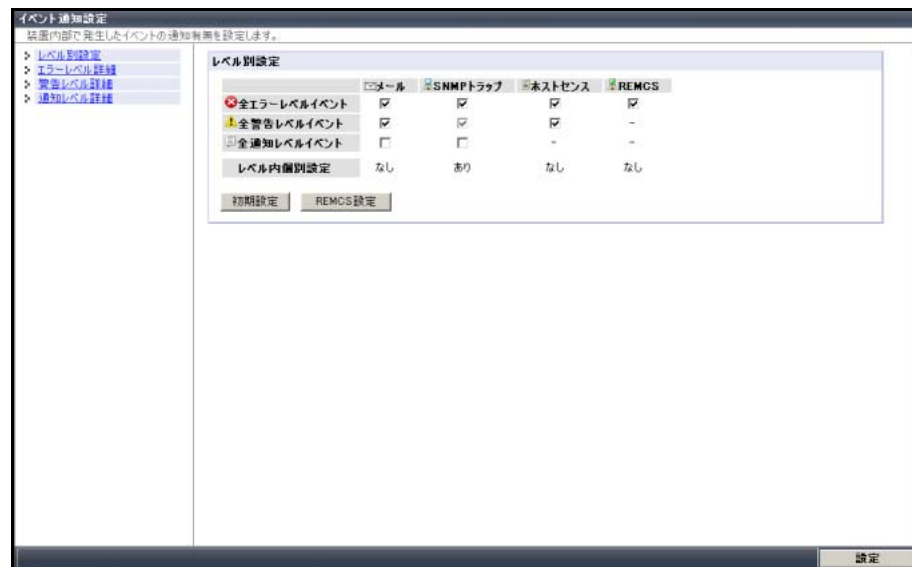 イベント通知設定
装置内部で発生したイベントの通知有無を設定します。
レベル別設定
エラーレベル詳細
警告レベル詳細
通知レベル詳細
レベル別設定
メール SNMPトラップ ホストセンス REMCS
全エラーレベルイベント
全警告レベルイベント -
全通知レベルイベント - -
レベル内個別設定 なし あり なし なし
初期設定 REMCS設定
設定